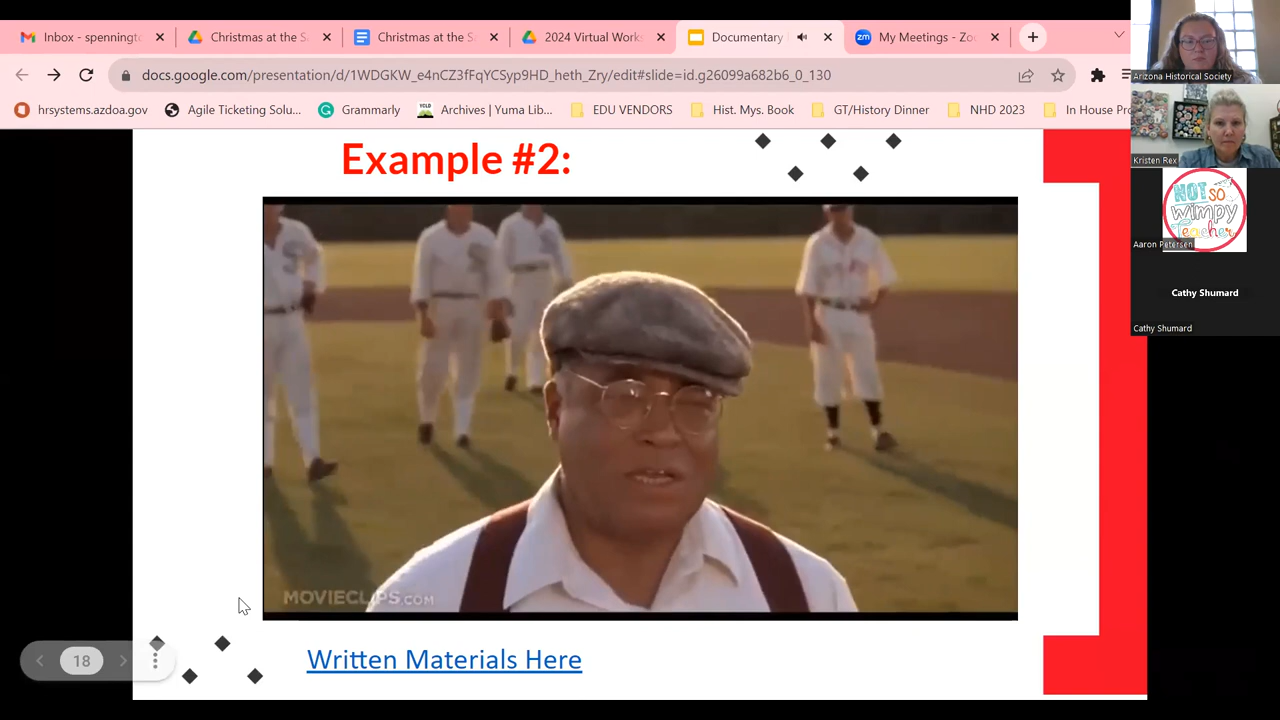 Inbox - spenningt
Christmas at the S
Christmas at the S
2024 Virtual Works
Documentary
My Meetings - Zo
docs.google.com/presentation/d/1WDGKW_e4nCZ3fFqYCSyp9HD_heth_Zry/edit#slide=id.g26099a682b6_0_130
hrsystems.azdoa.gov
Agile Ticketing Solu...
Grammarly
Archives | Yuma Lib...
EDU VENDORS
Hist. Mys. Book
GT/History Dinner
NHD 2023
In House Pro
Arizona Historical Society
Kristen Rex
NOT SO
wimpy
Teacher
Aaron Petersen
Cathy Shumard
Cathy Shumard
Example #2:
MOVIECLIPS.COM
Written Materials Here
18